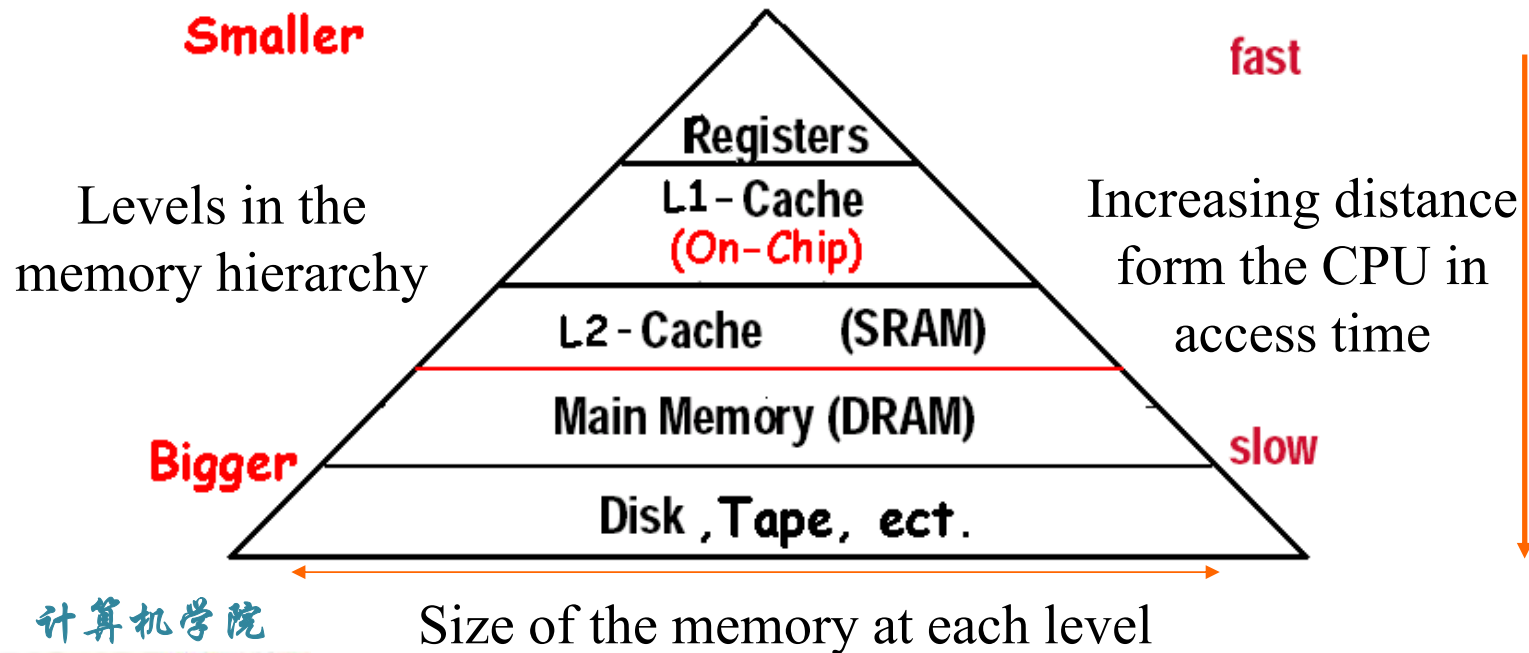 Smaller
fast
Registers
L1-Cache
(On-Chip)
Levels in the
memory hierarchy
Increasing distance
form the CPU in
access time
L2-Cache (SRAM)
Main Memory (DRAM)
Bigger
slow
Disk ,Tape, ect.
计算机学院
Size of the memory at each level